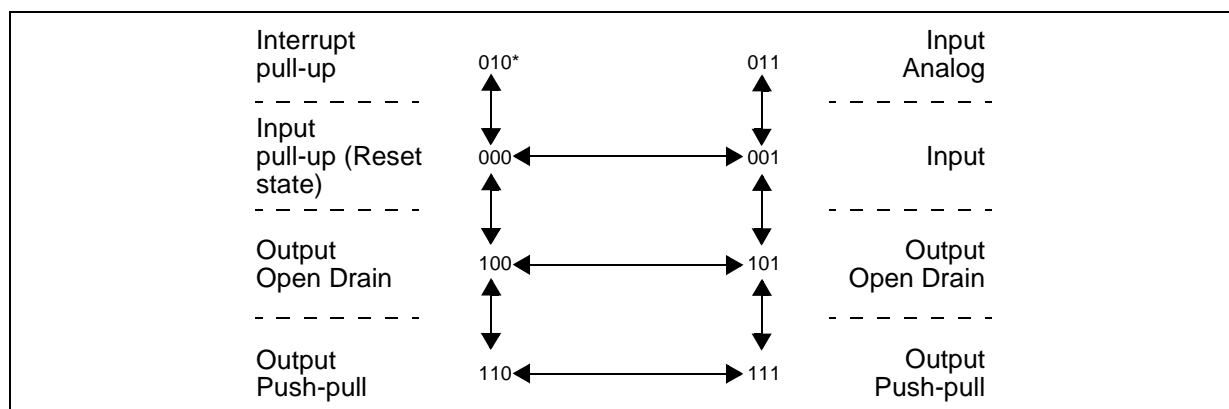 Interrupt
pull-up
010*
011
Input
Analog
Input
pull-up (Reset
state)
000
001
Input
Output
Open Drain
100
101
Output
Open Drain
Output
Push-pull
110
111
Output
Push-pull